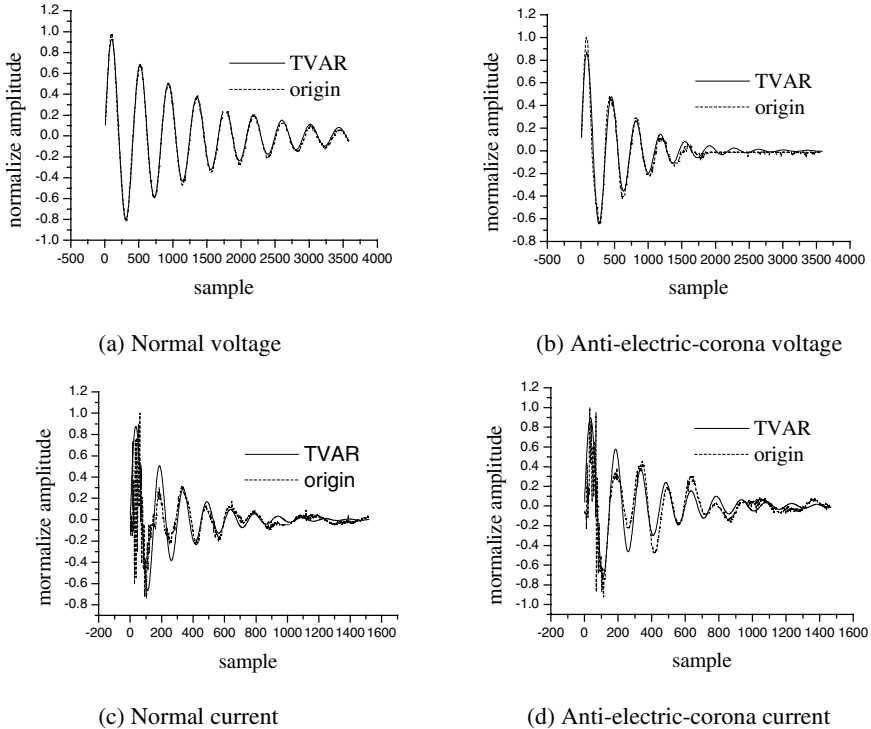 1.2
1.0
0.8
0.6
0.4
0.2
0.0
-0.2
-0.4
-0.6
-0.8
-1.0
normalize amplitude
TVAR
origin
-500 0 500 1000 1500 2000 2500 3000 3500 4000
sample
(a) Normal voltage
1.2
1.0
0.8
0.6
0.4
0.2
0.0
-0.2
-0.4
-0.6
-0.8
mormalize amplitude
TVAR
origin
-500 0 500 1000 1500 2000 2500 3000 3500 4000
sample
(b) Anti-electric-corona voltage
1.2
1.0
0.8
0.6
0.4
0.2
0.0
-0.2
-0.4
-0.6
-0.8
mormalize amplitude
TVAR
origin
-200 0 200 400 600 800 1000 1200 1400 1600
sample
(c) Normal current
1.2
1.0
0.8
0.6
0.4
0.2
0.0
-0.2
-0.4
-0.6
-0.8
-1.0
mormalize amplitude
TVAR
origin
-200 0 200 400 600 800 1000 1200 1400 1600
sample
(d) Anti-electric-corona current